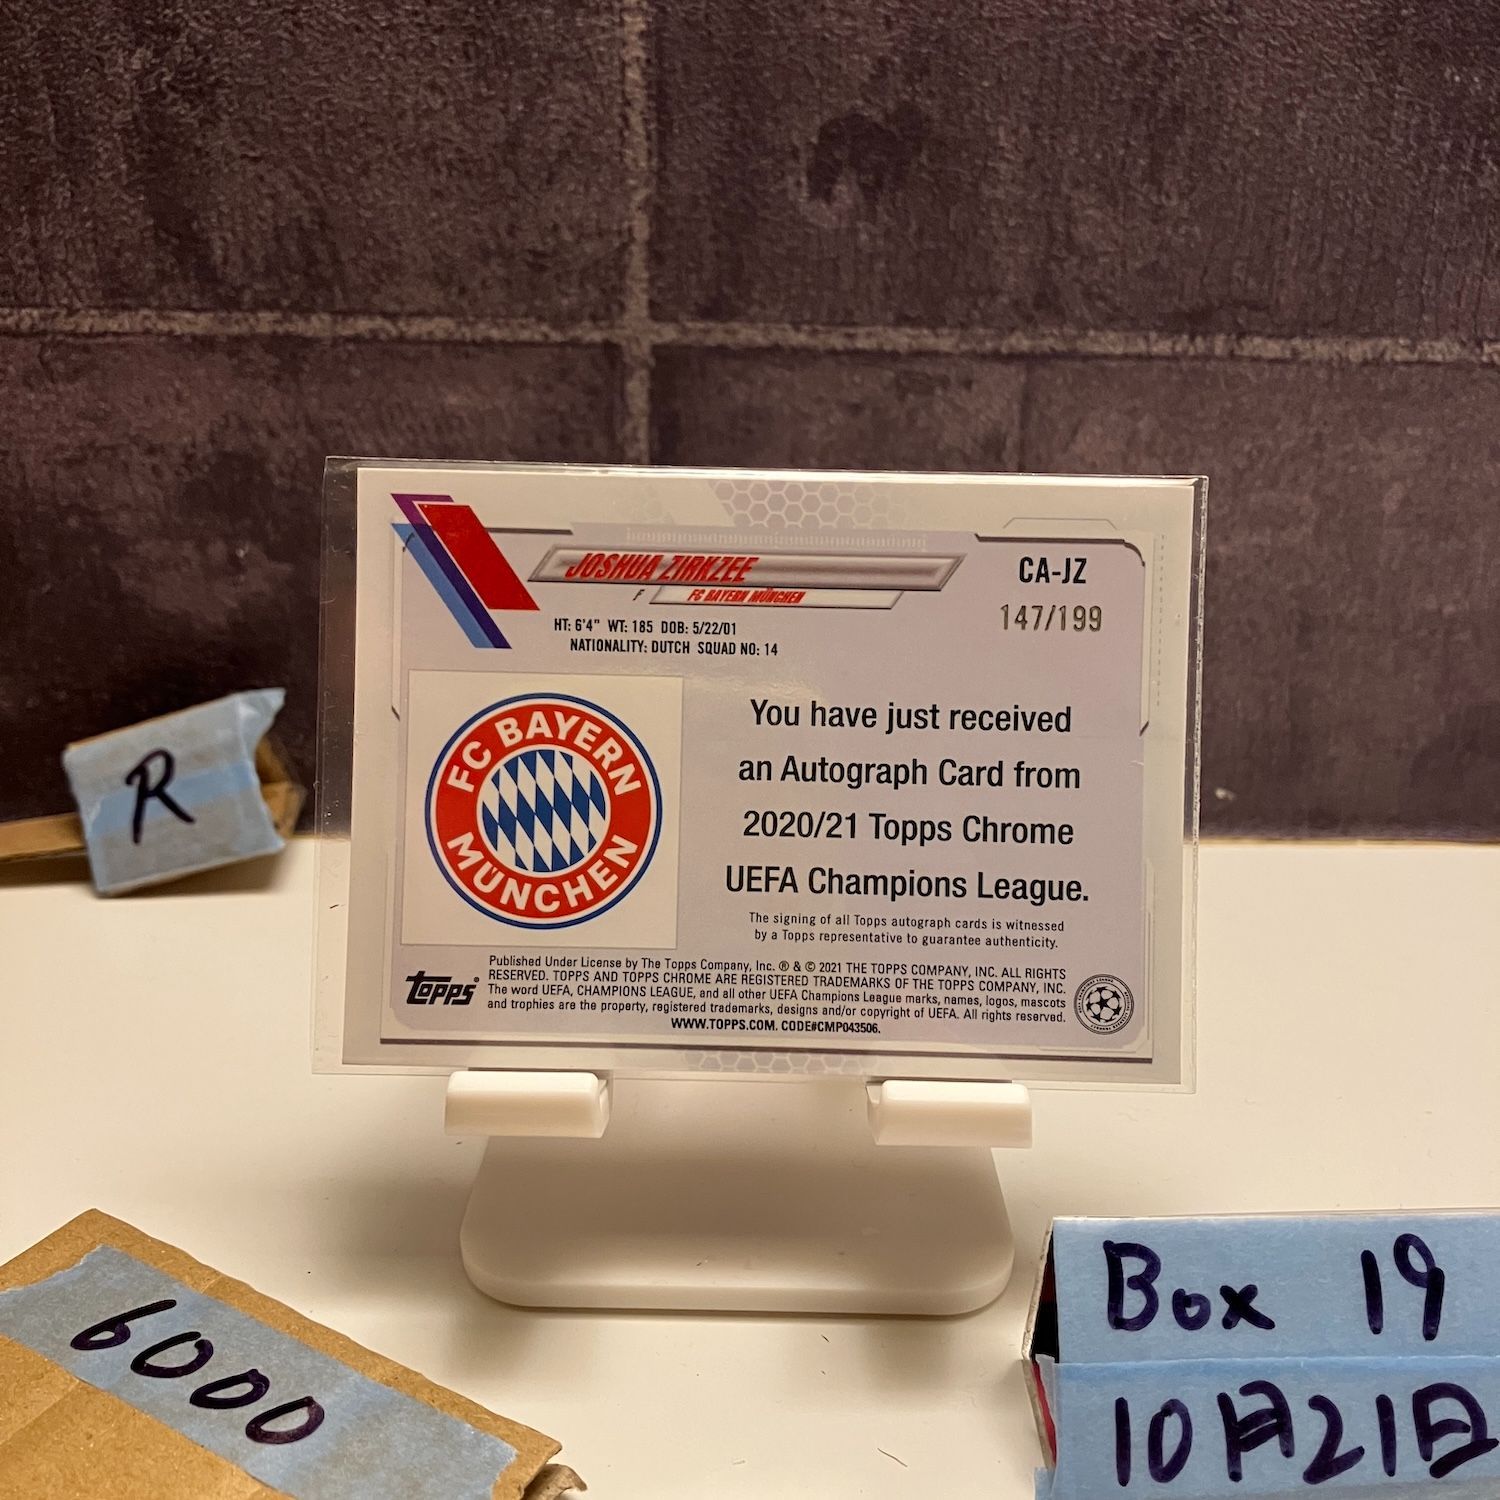 JOSHUA ZIRKZEE
F FC BAYERN MÜNCHEN
CA-JZ
147/199
HT: 6'4" WT: 185 DOB: 5/22/01
NATIONALITY: DUTCH SQUAD NO: 14
FC BAYERN
MÜNCHEN
You have just received
an Autograph Card from
2020/21 Topps Chrome
UEFA Champions League.
The signing of all Topps autograph cards is witnessed
by a Topps representative to guarantee authenticity.
topps®
Published Under License by The Topps Company, Inc. ® & © 2021 THE TOPPS COMPANY, INC. ALL RIGHTS
RESERVED. TOPPS AND TOPPS CHROME ARE REGISTERED TRADEMARKS OF THE TOPPS COMPANY, INC.
The word UEFA, CHAMPIONS LEAGUE, and all other UEFA Champions League marks, names, logos, mascots
and trophies are the property, registered trademarks, designs and/or copyright of UEFA. All rights reserved.
WWW.TOPPS.COM. CODE#CMP043506.
R
6000
Box 19
10月21日